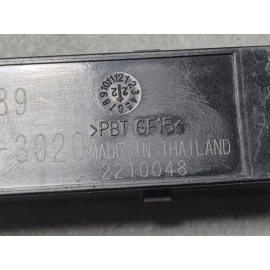 89
-3020
>PBT GF15<
MADE IN THAILAND
2210048